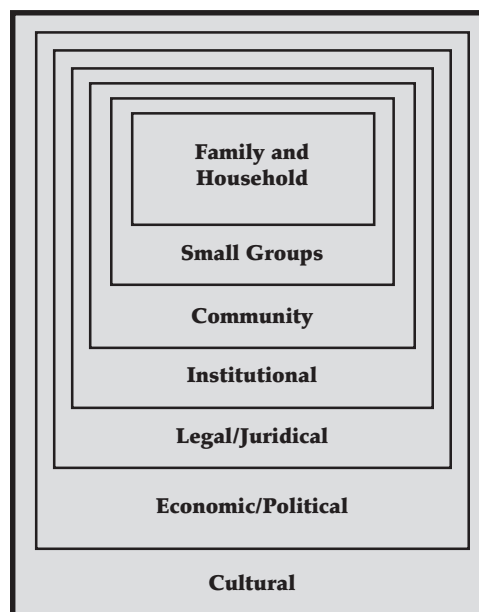 Family and
Household
Small Groups
Community
Institutional
Legal/Juridical
Economic/Political
Cultural